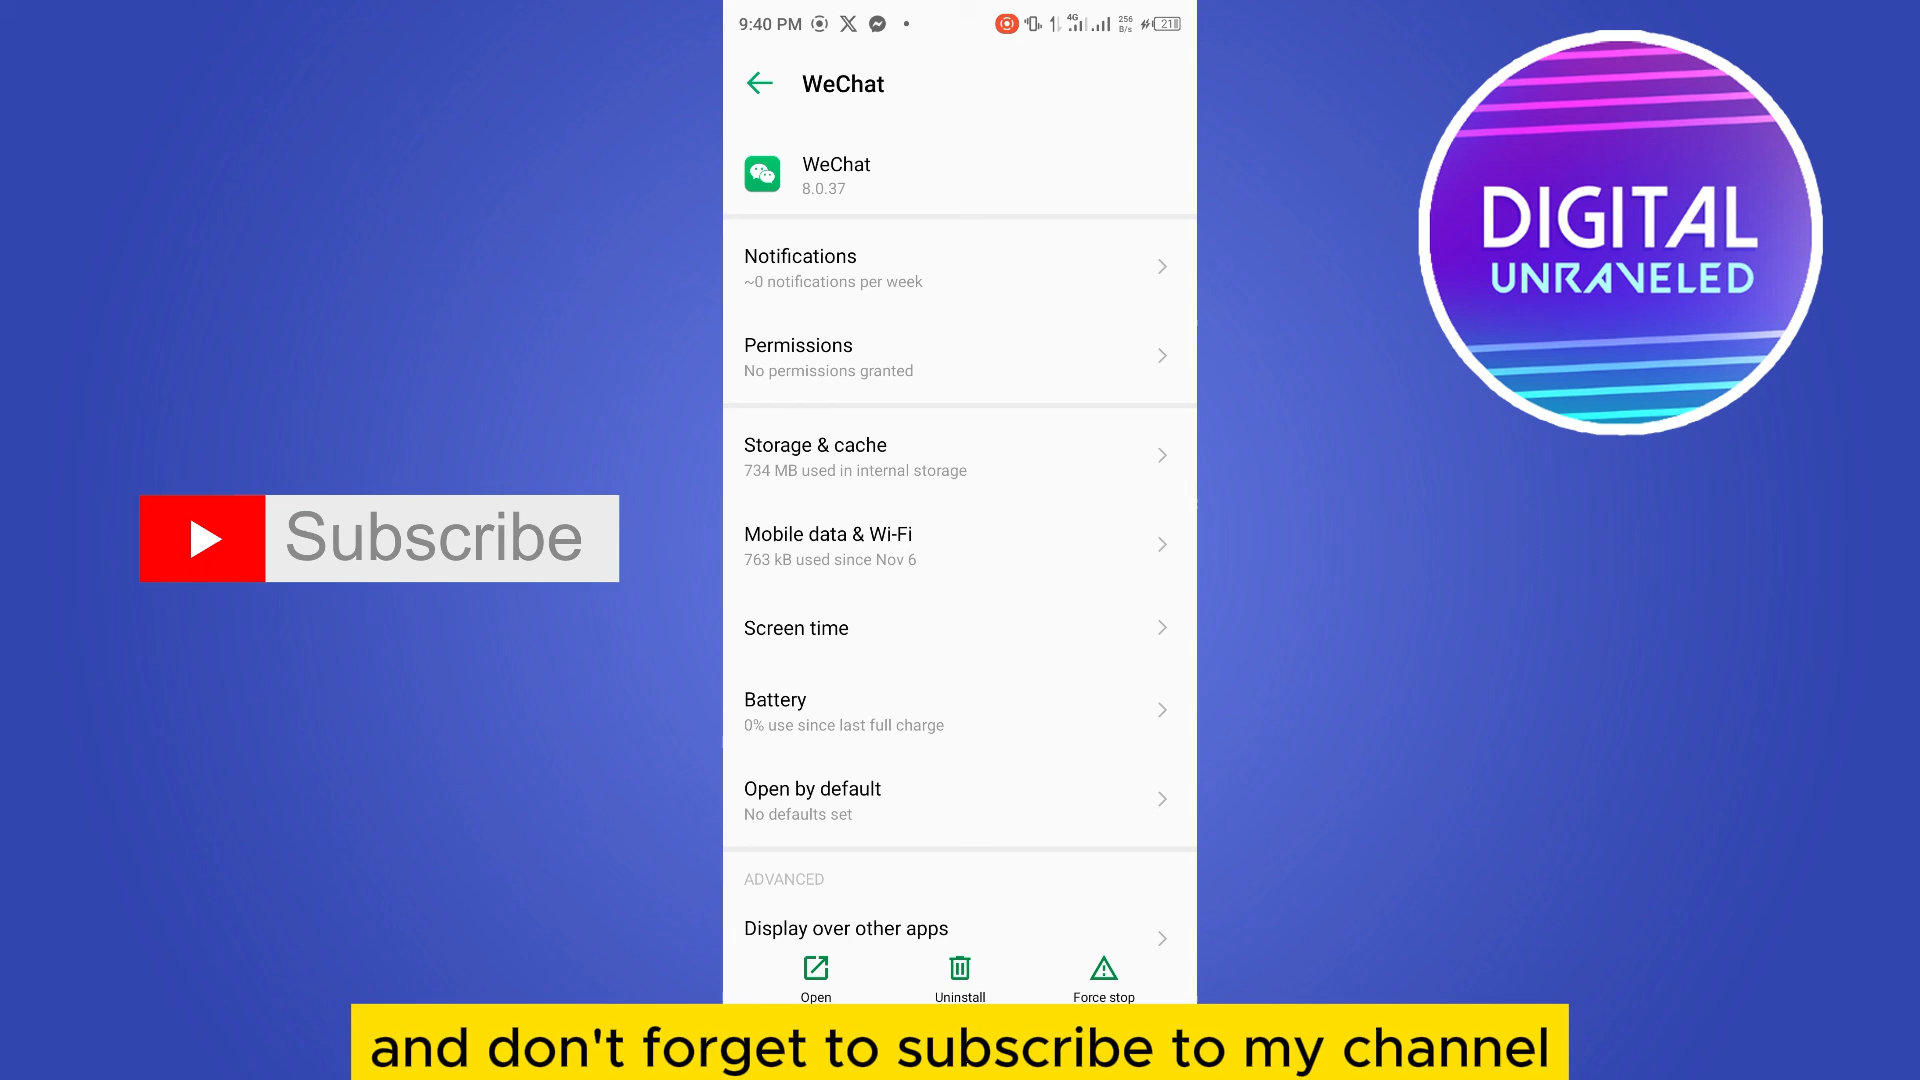 9:40 PM
4G
256
B/s
21
WeChat
WeChat
8.0.37
Notifications
~0 notifications per week
Permissions
No permissions granted
Storage & cache
734 MB used in internal storage
Mobile data & Wi-Fi
763 kB used since Nov 6
Screen time
Battery
0% use since last full charge
Open by default
No defaults set
ADVANCED
Display over other apps
Open
Uninstall
Force stop
Subscribe
DIGITAL
UNRAVELED
and don't forget to subscribe to my channel